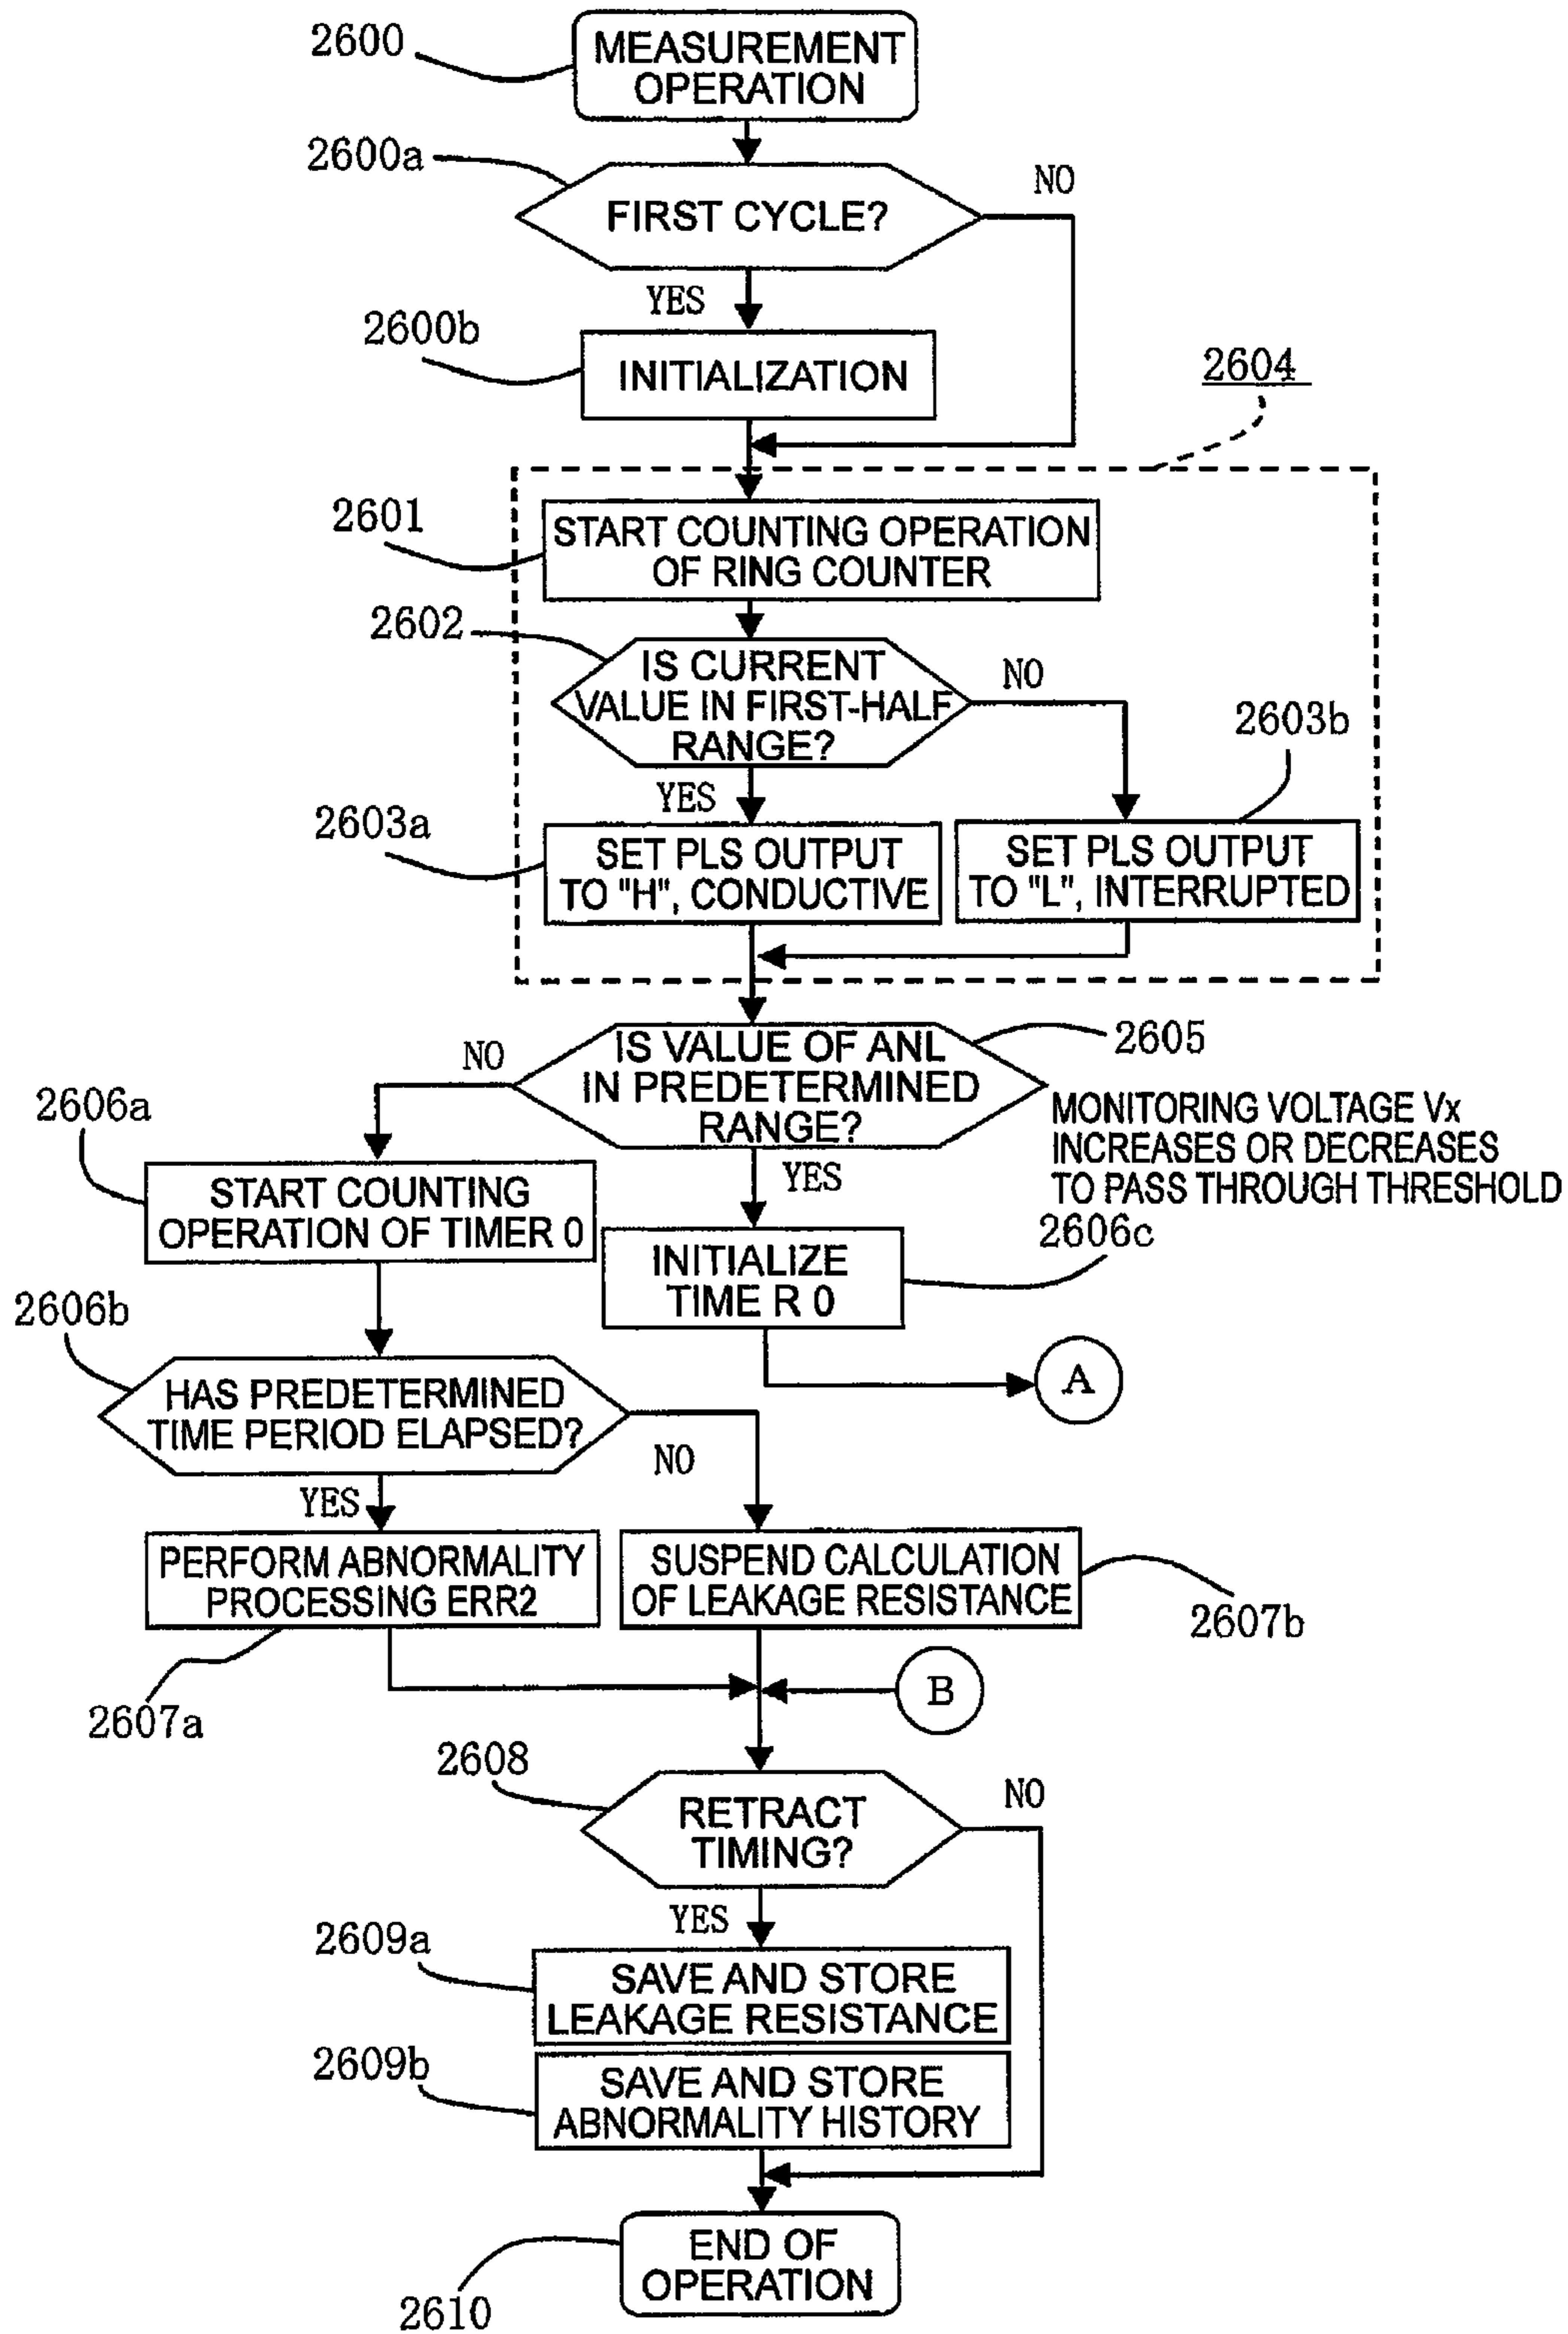 2600
MEASUREMENT
OPERATION
2600a
FIRST CYCLE?
NO
YES
2600b
INITIALIZATION
2604
2601
START COUNTING OPERATION
OF RING COUNTER
2602
IS CURRENT
VALUE IN FIRST-HALF
RANGE?
NO
2603b
YES
2603a
SET PLS OUTPUT
TO "H", CONDUCTIVE
SET PLS OUTPUT
TO "L", INTERRUPTED
2605
NO
IS VALUE OF ANL
IN PREDETERMINED
RANGE?
MONITORING VOLTAGE Vx
INCREASES OR DECREASES
TO PASS THROUGH THRESHOLD
2606a
YES
START COUNTING
OPERATION OF TIMER 0
2606c
INITIALIZE
TIME R 0
2606b
A
HAS PREDETERMINED
TIME PERIOD ELAPSED?
NO
YES
PERFORM ABNORMALITY
PROCESSING ERR2
SUSPEND CALCULATION
OF LEAKAGE RESISTANCE
2607b
2607a
B
2608
RETRACT
TIMING?
NO
YES
2609a
SAVE AND STORE
LEAKAGE RESISTANCE
2609b
SAVE AND STORE
ABNORMALITY HISTORY
END OF
OPERATION
2610